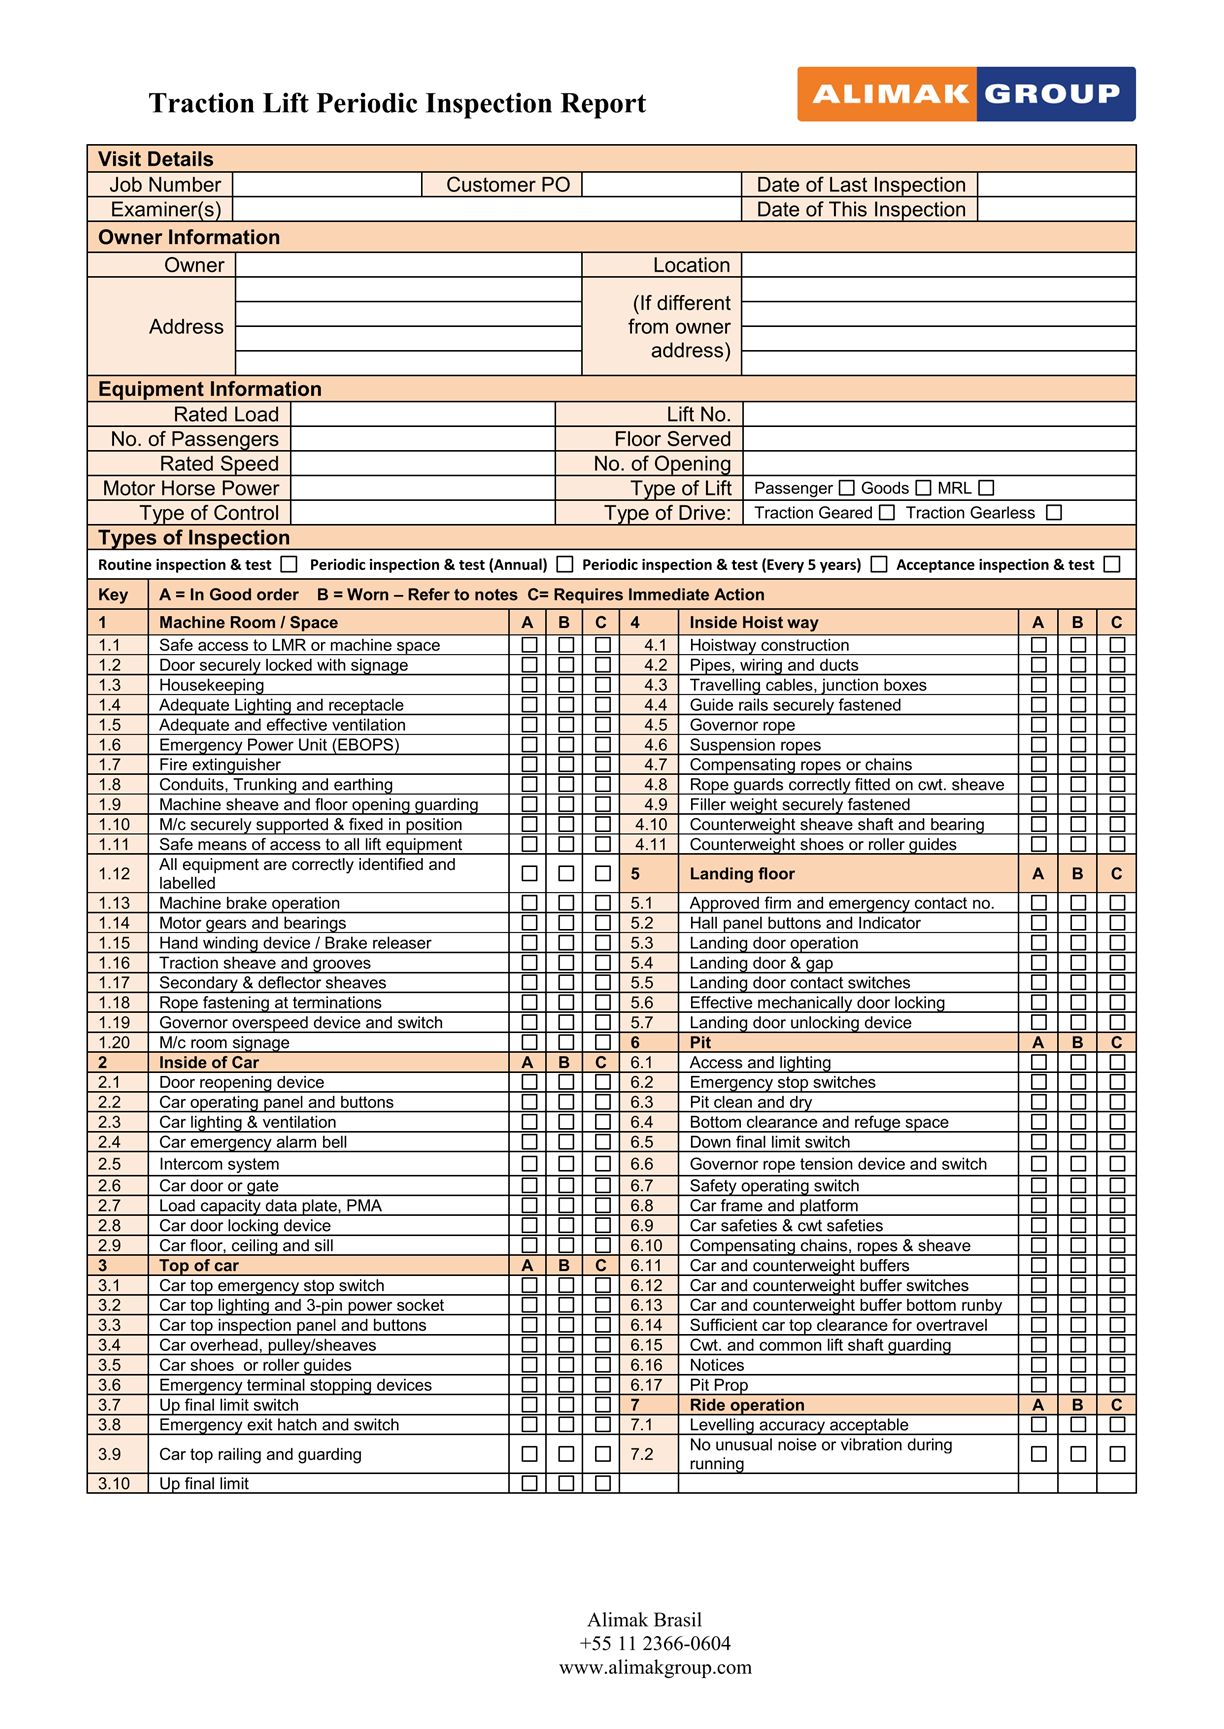 Traction Lift Periodic Inspection Report
ALIMAK GROUP
Visit Details
Job Number Customer PO Date of Last Inspection
Examiner(s) Date of This Inspection
Owner Information
Owner Location
Address
(If different
from owner
address)
Equipment Information
Rated Load Lift No.
No. of Passengers Floor Served
Rated Speed No. of Opening
Motor Horse Power Type of Lift Passenger ☐ Goods ☐ MRL ☐
Type of Control Type of Drive: Traction Geared ☐ Traction Gearless ☐
Types of Inspection
Routine inspection & test ☐ Periodic inspection & test (Annual) ☐ Periodic inspection & test (Every 5 years) ☐ Acceptance inspection & test ☐
Key A = In Good order B = Worn – Refer to notes C= Requires Immediate Action
1 Machine Room / Space A B C
1.1 Safe access to LMR or machine space ☐ ☐ ☐
1.2 Door securely locked with signage ☐ ☐ ☐
1.3 Housekeeping ☐ ☐ ☐
1.4 Adequate Lighting and receptacle ☐ ☐ ☐
1.5 Adequate and effective ventilation ☐ ☐ ☐
1.6 Emergency Power Unit (EBOPS) ☐ ☐ ☐
1.7 Fire extinguisher ☐ ☐ ☐
1.8 Conduits, Trunking and earthing ☐ ☐ ☐
1.9 Machine sheave and floor opening guarding ☐ ☐ ☐
1.10 M/c securely supported & fixed in position ☐ ☐ ☐
1.11 Safe means of access to all lift equipment ☐ ☐ ☐
1.12 All equipment are correctly identified and
labelled ☐ ☐ ☐
1.13 Machine brake operation ☐ ☐ ☐
1.14 Motor gears and bearings ☐ ☐ ☐
1.15 Hand winding device / Brake releaser ☐ ☐ ☐
1.16 Traction sheave and grooves ☐ ☐ ☐
1.17 Secondary & deflector sheaves ☐ ☐ ☐
1.18 Rope fastening at terminations ☐ ☐ ☐
1.19 Governor overspeed device and switch ☐ ☐ ☐
1.20 M/c room signage ☐ ☐ ☐
2 Inside of Car A B C
2.1 Door reopening device ☐ ☐ ☐
2.2 Car operating panel and buttons ☐ ☐ ☐
2.3 Car lighting & ventilation ☐ ☐ ☐
2.4 Car emergency alarm bell ☐ ☐ ☐
2.5 Intercom system ☐ ☐ ☐
2.6 Car door or gate ☐ ☐ ☐
2.7 Load capacity data plate, PMA ☐ ☐ ☐
2.8 Car door locking device ☐ ☐ ☐
2.9 Car floor, ceiling and sill ☐ ☐ ☐
3 Top of car A B C
3.1 Car top emergency stop switch ☐ ☐ ☐
3.2 Car top lighting and 3-pin power socket ☐ ☐ ☐
3.3 Car top inspection panel and buttons ☐ ☐ ☐
3.4 Car overhead, pulley/sheaves ☐ ☐ ☐
3.5 Car shoes or roller guides ☐ ☐ ☐
3.6 Emergency terminal stopping devices ☐ ☐ ☐
3.7 Up final limit switch ☐ ☐ ☐
3.8 Emergency exit hatch and switch ☐ ☐ ☐
3.9 Car top railing and guarding ☐ ☐ ☐
3.10 Up final limit ☐ ☐ ☐
4 Inside Hoist way A B C
4.1 Hoistway construction ☐ ☐ ☐
4.2 Pipes, wiring and ducts ☐ ☐ ☐
4.3 Travelling cables, junction boxes ☐ ☐ ☐
4.4 Guide rails securely fastened ☐ ☐ ☐
4.5 Governor rope ☐ ☐ ☐
4.6 Suspension ropes ☐ ☐ ☐
4.7 Compensating ropes or chains ☐ ☐ ☐
4.8 Rope guards correctly fitted on cwt. sheave ☐ ☐ ☐
4.9 Filler weight securely fastened ☐ ☐ ☐
4.10 Counterweight sheave shaft and bearing ☐ ☐ ☐
4.11 Counterweight shoes or roller guides ☐ ☐ ☐
5 Landing floor A B C
5.1 Approved firm and emergency contact no. ☐ ☐ ☐
5.2 Hall panel buttons and Indicator ☐ ☐ ☐
5.3 Landing door operation ☐ ☐ ☐
5.4 Landing door & gap ☐ ☐ ☐
5.5 Landing door contact switches ☐ ☐ ☐
5.6 Effective mechanically door locking ☐ ☐ ☐
5.7 Landing door unlocking device ☐ ☐ ☐
6 Pit A B C
6.1 Access and lighting ☐ ☐ ☐
6.2 Emergency stop switches ☐ ☐ ☐
6.3 Pit clean and dry ☐ ☐ ☐
6.4 Bottom clearance and refuge space ☐ ☐ ☐
6.5 Down final limit switch ☐ ☐ ☐
6.6 Governor rope tension device and switch ☐ ☐ ☐
6.7 Safety operating switch ☐ ☐ ☐
6.8 Car frame and platform ☐ ☐ ☐
6.9 Car safeties & cwt safeties ☐ ☐ ☐
6.10 Compensating chains, ropes & sheave ☐ ☐ ☐
6.11 Car and counterweight buffers ☐ ☐ ☐
6.12 Car and counterweight buffer switches ☐ ☐ ☐
6.13 Car and counterweight buffer bottom runby ☐ ☐ ☐
6.14 Sufficient car top clearance for overtravel ☐ ☐ ☐
6.15 Cwt. and common lift shaft guarding ☐ ☐ ☐
6.16 Notices ☐ ☐ ☐
6.17 Pit Prop ☐ ☐ ☐
7 Ride operation A B C
7.1 Levelling accuracy acceptable ☐ ☐ ☐
7.2 No unusual noise or vibration during
running ☐ ☐ ☐
Alimak Brasil
+55 11 2366-0604
www.alimakgroup.com